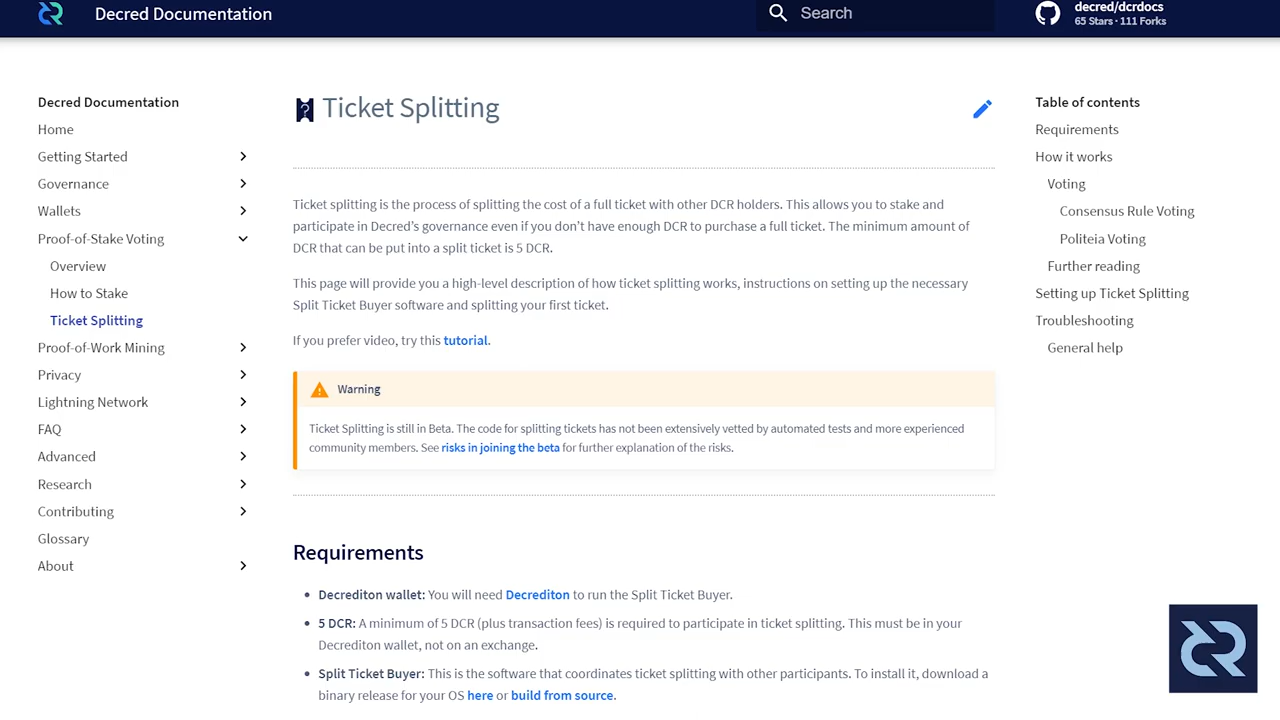 Decred Documentation
Search
decred/dcrdocs
65 Stars · 111 Forks
Decred Documentation
Home
Getting Started
Governance
Wallets
Proof-of-Stake Voting
Overview
How to Stake
Ticket Splitting
Proof-of-Work Mining
Privacy
Lightning Network
FAQ
Advanced
Research
Contributing
Glossary
About
Ticket Splitting
Ticket splitting is the process of splitting the cost of a full ticket with other DCR holders. This allows you to stake and
participate in Decred’s governance even if you don’t have enough DCR to purchase a full ticket. The minimum amount of
DCR that can be put into a split ticket is 5 DCR.
This page will provide you a high-level description of how ticket splitting works, instructions on setting up the necessary
Split Ticket Buyer software and splitting your first ticket.
If you prefer video, try this tutorial.
Warning
Ticket Splitting is still in Beta. The code for splitting tickets has not been extensively vetted by automated tests and more experienced
community members. See risks in joining the beta for further explanation of the risks.
Requirements
Decrediton wallet: You will need Decrediton to run the Split Ticket Buyer.
5 DCR: A minimum of 5 DCR (plus transaction fees) is required to participate in ticket splitting. This must be in your
Decrediton wallet, not on an exchange.
Split Ticket Buyer: This is the software that coordinates ticket splitting with other participants. To install it, download a
binary release for your OS here or build from source.
Table of contents
Requirements
How it works
Voting
Consensus Rule Voting
Politeia Voting
Further reading
Setting up Ticket Splitting
Troubleshooting
General help